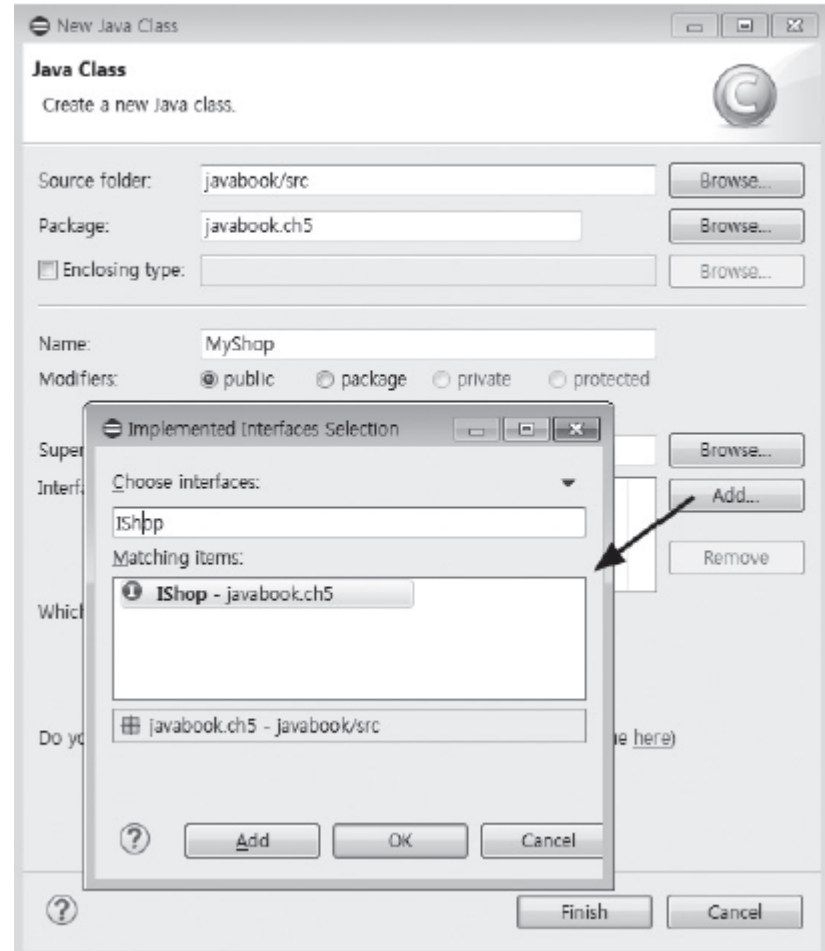 New Java Class
Java Class
Create a new Java class.
Source folder: javabook/src Browse...
Package: javabook.ch5 Browse...
Enclosing type: Browse...
Name: MyShop
Modifiers: public package private protected
Super Browse...
Interf Add...
Remove
Which
Do yo here)
Implemented Interfaces Selection
Choose interfaces:
IShop
Matching items:
IShop - javabook.ch5
javabook.ch5 - javabook/src
Add OK Cancel
Finish Cancel